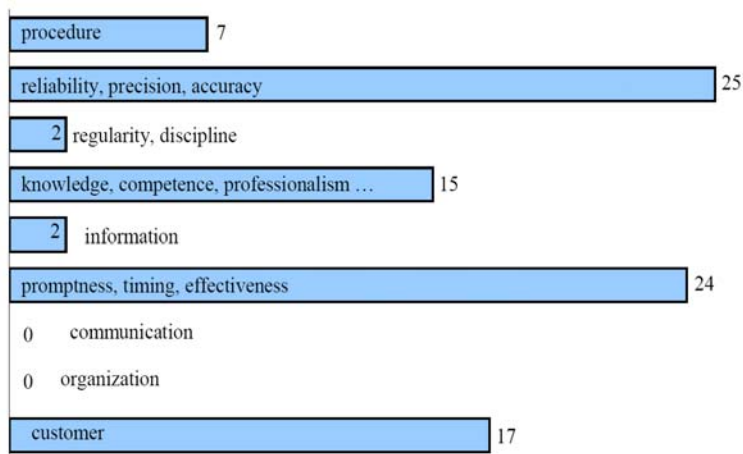 procedure 7
reliability, precision, accuracy 25
2 regularity, discipline
knowledge, competence, professionalism … 15
2 information
promptness, timing, effectiveness 24
0 communication
0 organization
customer 17